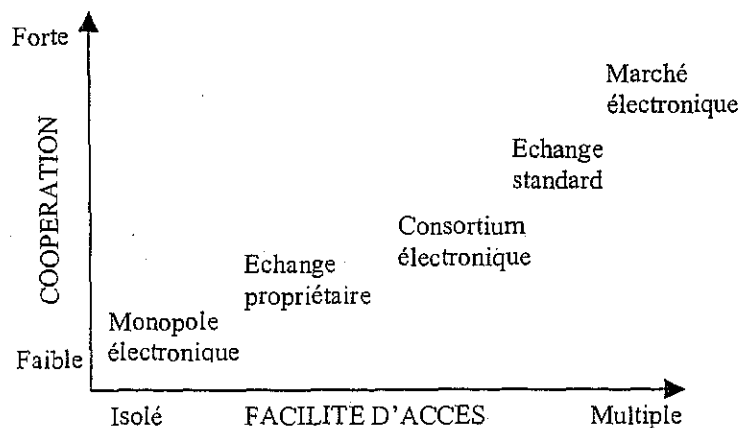 Forte
Marché
électronique
Echange
standard
COOPERATION
Consortium
électronique
Echange
propriétaire
Monopole
électronique
Faible
Isolé
FACILITE D'ACCES
Multiple